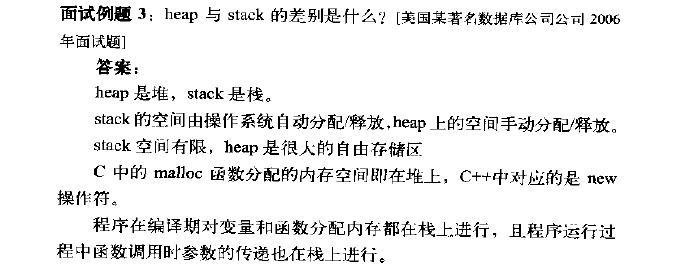 面试例题 3：heap 与 stack 的差别是什么？[美国某著名数据库公司公司 2006
年面试题]
答案：
heap 是堆，stack 是栈。
stack 的空间由操作系统自动分配/释放，heap 上的空间手动分配/释放。
stack 空间有限，heap 是很大的自由存储区
C 中的 malloc 函数分配的内存空间即在堆上，C++中对应的是 new
操作符。
程序在编译期对变量和函数分配内存都在栈上进行，且程序运行过
程中函数调用时参数的传递也在栈上进行。